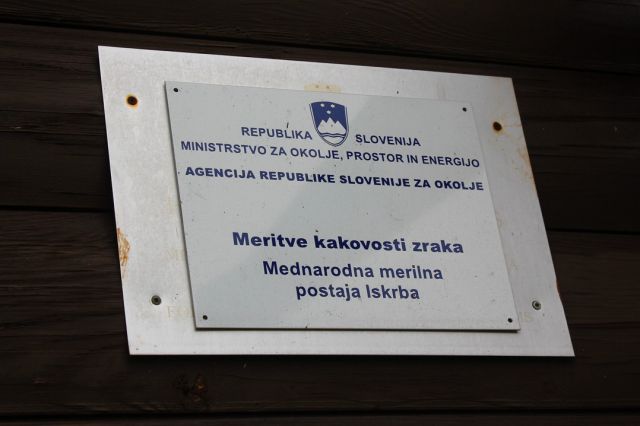 REPUBLIKA SLOVENIJA
MINISTRSTVO ZA OKOLJE, PROSTOR IN ENERGIJO
AGENCIJA REPUBLIKE SLOVENIJE ZA OKOLJE
Meritve kakovosti zraka
Mednarodna merilna
postaja Iskrba